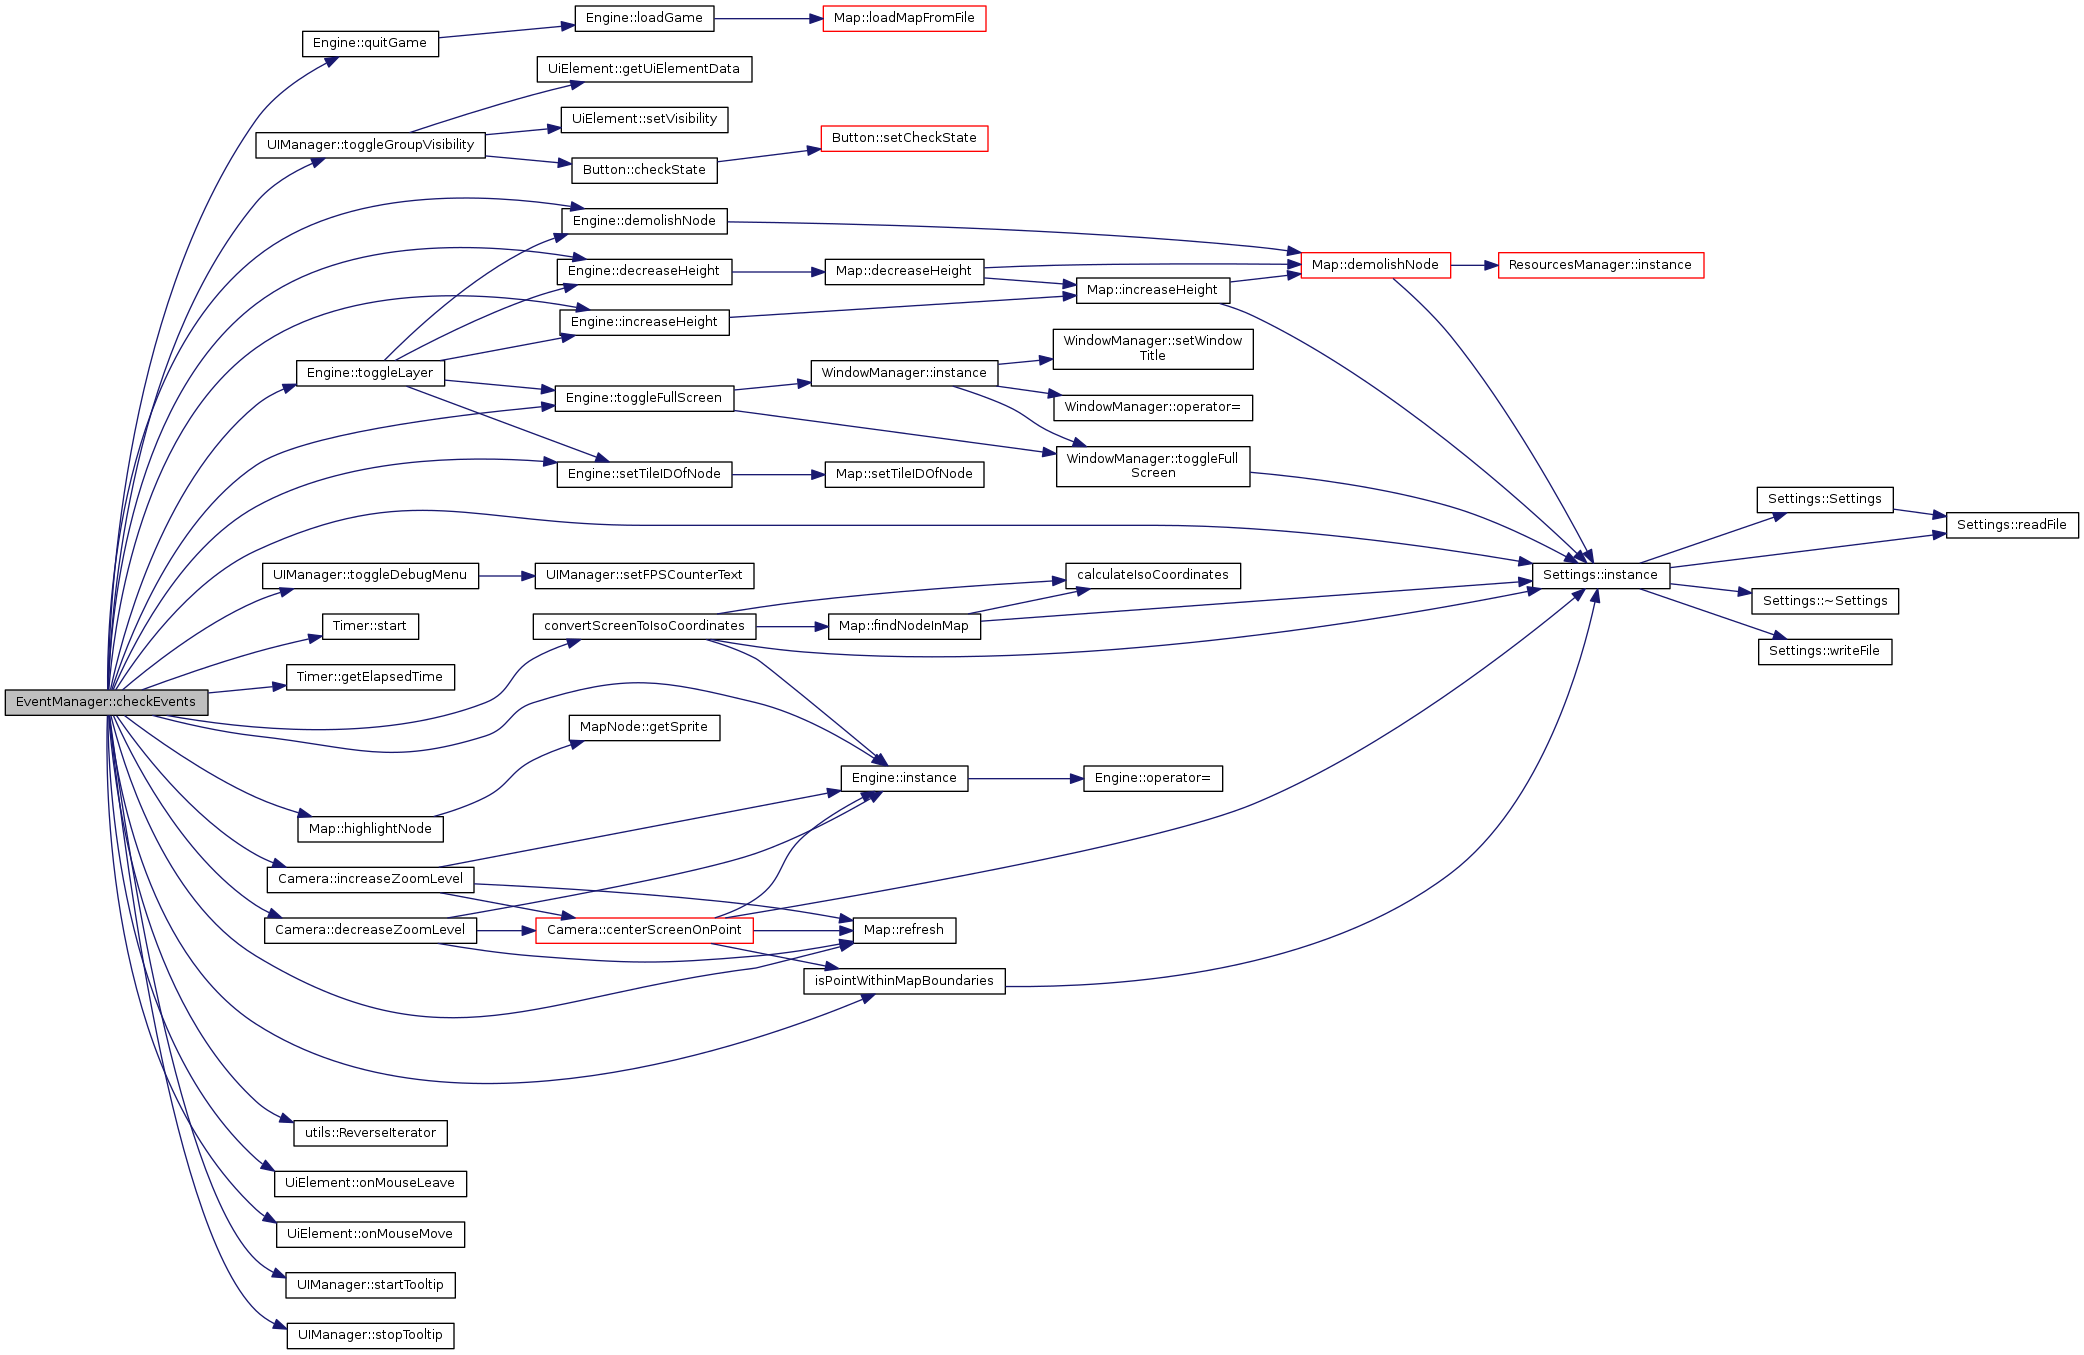 Engine::loadGame
Map::loadMapFromFile
Engine::quitGame
UiElement::getUiElementData
UiElement::setVisibility
Button::setCheckState
UIManager::toggleGroupVisibility
Button::checkState
Engine::demolishNode
Map::demolishNode
ResourcesManager::instance
Engine::decreaseHeight
Map::decreaseHeight
Map::increaseHeight
Engine::increaseHeight
WindowManager::setWindow
Title
Engine::toggleLayer
WindowManager::instance
Engine::toggleFullScreen
WindowManager::operator=
WindowManager::toggleFull
Screen
Engine::setTileIDOfNode
Map::setTileIDOfNode
Settings::Settings
Settings::readFile
UIManager::toggleDebugMenu
UIManager::setFPSCounterText
calculateIsoCoordinates
Settings::instance
Settings::~Settings
Timer::start
convertScreenToIsoCoordinates
Map::findNodeInMap
Settings::writeFile
Timer::getElapsedTime
EventManager::checkEvents
MapNode::getSprite
Engine::instance
Engine::operator=
Map::highlightNode
Camera::increaseZoomLevel
Camera::decreaseZoomLevel
Camera::centerScreenOnPoint
Map::refresh
isPointWithinMapBoundaries
utils::ReverseIterator
UiElement::onMouseLeave
UiElement::onMouseMove
UIManager::startTooltip
UIManager::stopTooltip